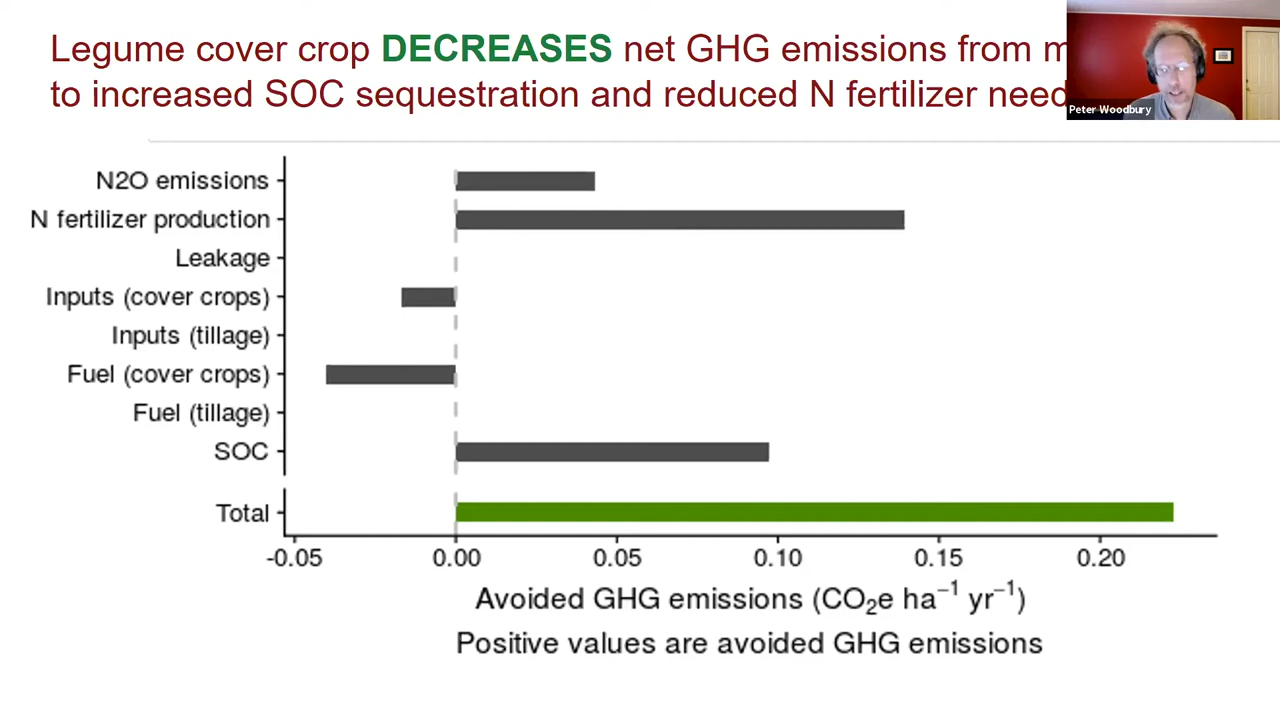 Legume cover crop DECREASES net GHG emissions from
to increased SOC sequestration and reduced N fertilizer need
Peter Woodbury
N2O emissions
N fertilizer production
Leakage
Inputs (cover crops)
Inputs (tillage)
Fuel (cover crops)
Fuel (tillage)
SOC
Total
-0.05 0.00 0.05 0.10 0.15 0.20
Avoided GHG emissions (CO₂e ha⁻¹ yr⁻¹)
Positive values are avoided GHG emissions